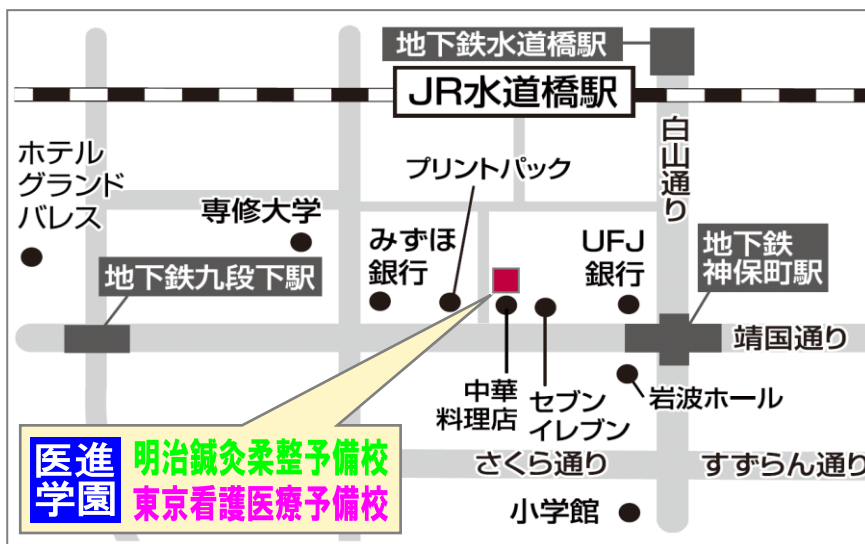 地下鉄水道橋駅
JR水道橋駅
白山通り
ホテル
グランド
バレス
プリントパック
専修大学
みずほ
銀行
UFJ
銀行
地下鉄
神保町駅
地下鉄九段下駅
靖国通り
中華
料理店
セブン
イレブン
岩波ホール
医進
学園
明治鍼灸柔整予備校
東京看護医療予備校
さくら通り
すずらん通り
小学館